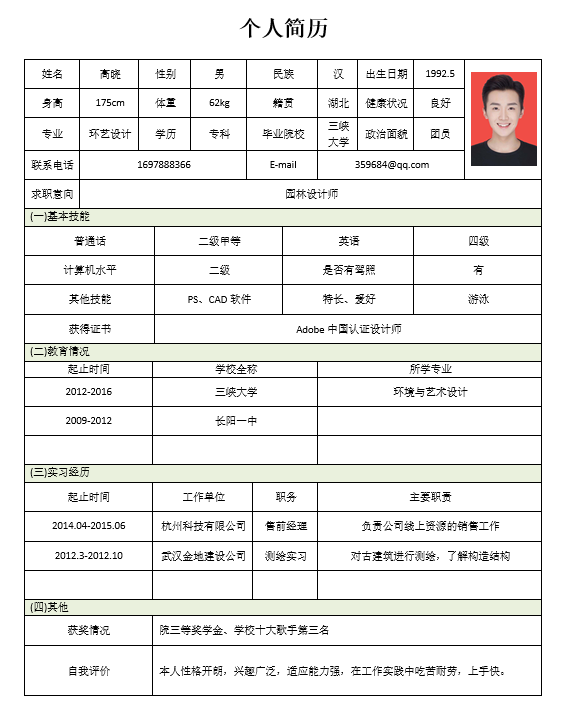 个人简历
姓名 高晓 性别 男 民族 汉 出生日期 1992.5
身高 175cm 体重 62kg 籍贯 湖北 健康状况 良好
专业 环艺设计 学历 专科 毕业院校 三峡大学 政治面貌 团员
联系电话 1697888366 E-mail 359684@qq.com
求职意向 园林设计师
(一)基本技能
普通话 二级甲等 英语 四级
计算机水平 二级 是否有驾照 有
其他技能 PS、CAD 软件 特长、爱好 游泳
获得证书 Adobe 中国认证设计师
(二)教育情况
起止时间 学校全称 所学专业
2012-2016 三峡大学 环境与艺术设计
2009-2012 长阳一中
(三)实习经历
起止时间 工作单位 职务 主要职责
2014.04-2015.06 杭州科技有限公司 售前经理 负责公司线上资源的销售工作
2012.3-2012.10 武汉金地建设公司 测绘实习 对古建筑进行测绘，了解构造结构
(四)其他
获奖情况 院三等奖学金、学校十大歌手第三名
自我评价 本人性格开朗，兴趣广泛，适应能力强，在工作实践中吃苦耐劳，上手快。